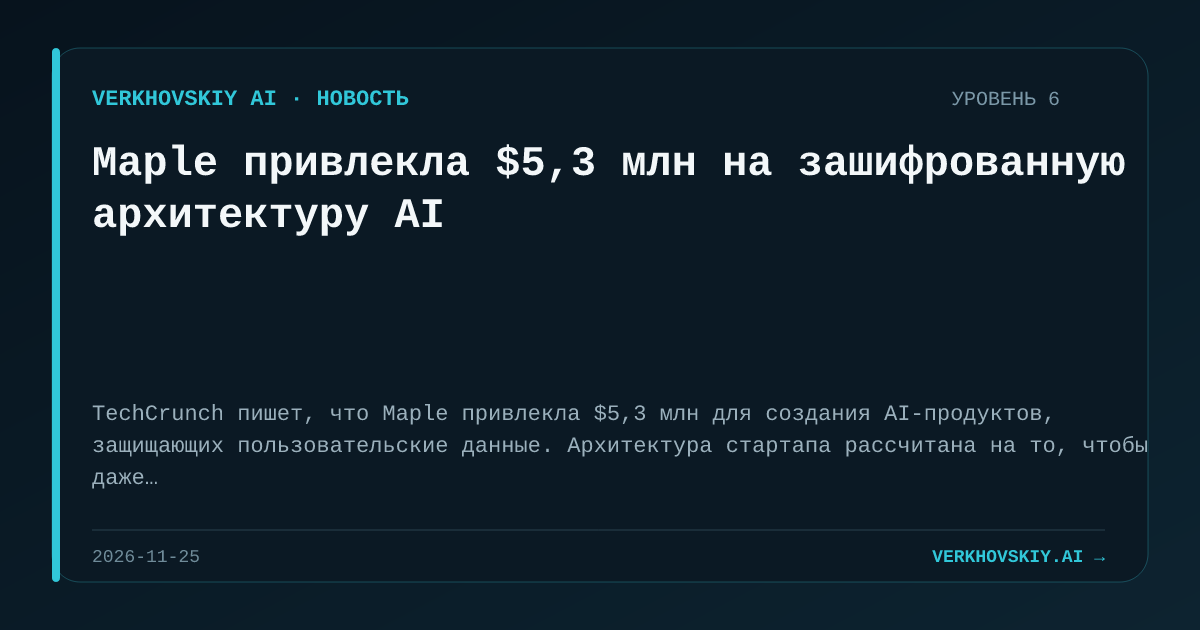 VERKHOVSKIY AI · НОВОСТЬ
УРОВЕНЬ 6
Maple привлекла $5,3 млн на зашифрованную
архитектуру AI
TechCrunch пишет, что Maple привлекла $5,3 млн для создания AI-продуктов,
защищающих пользовательские данные. Архитектура стартапа рассчитана на то, чтобы
даже…
2026-11-25
VERKHOVSKIY.AI →